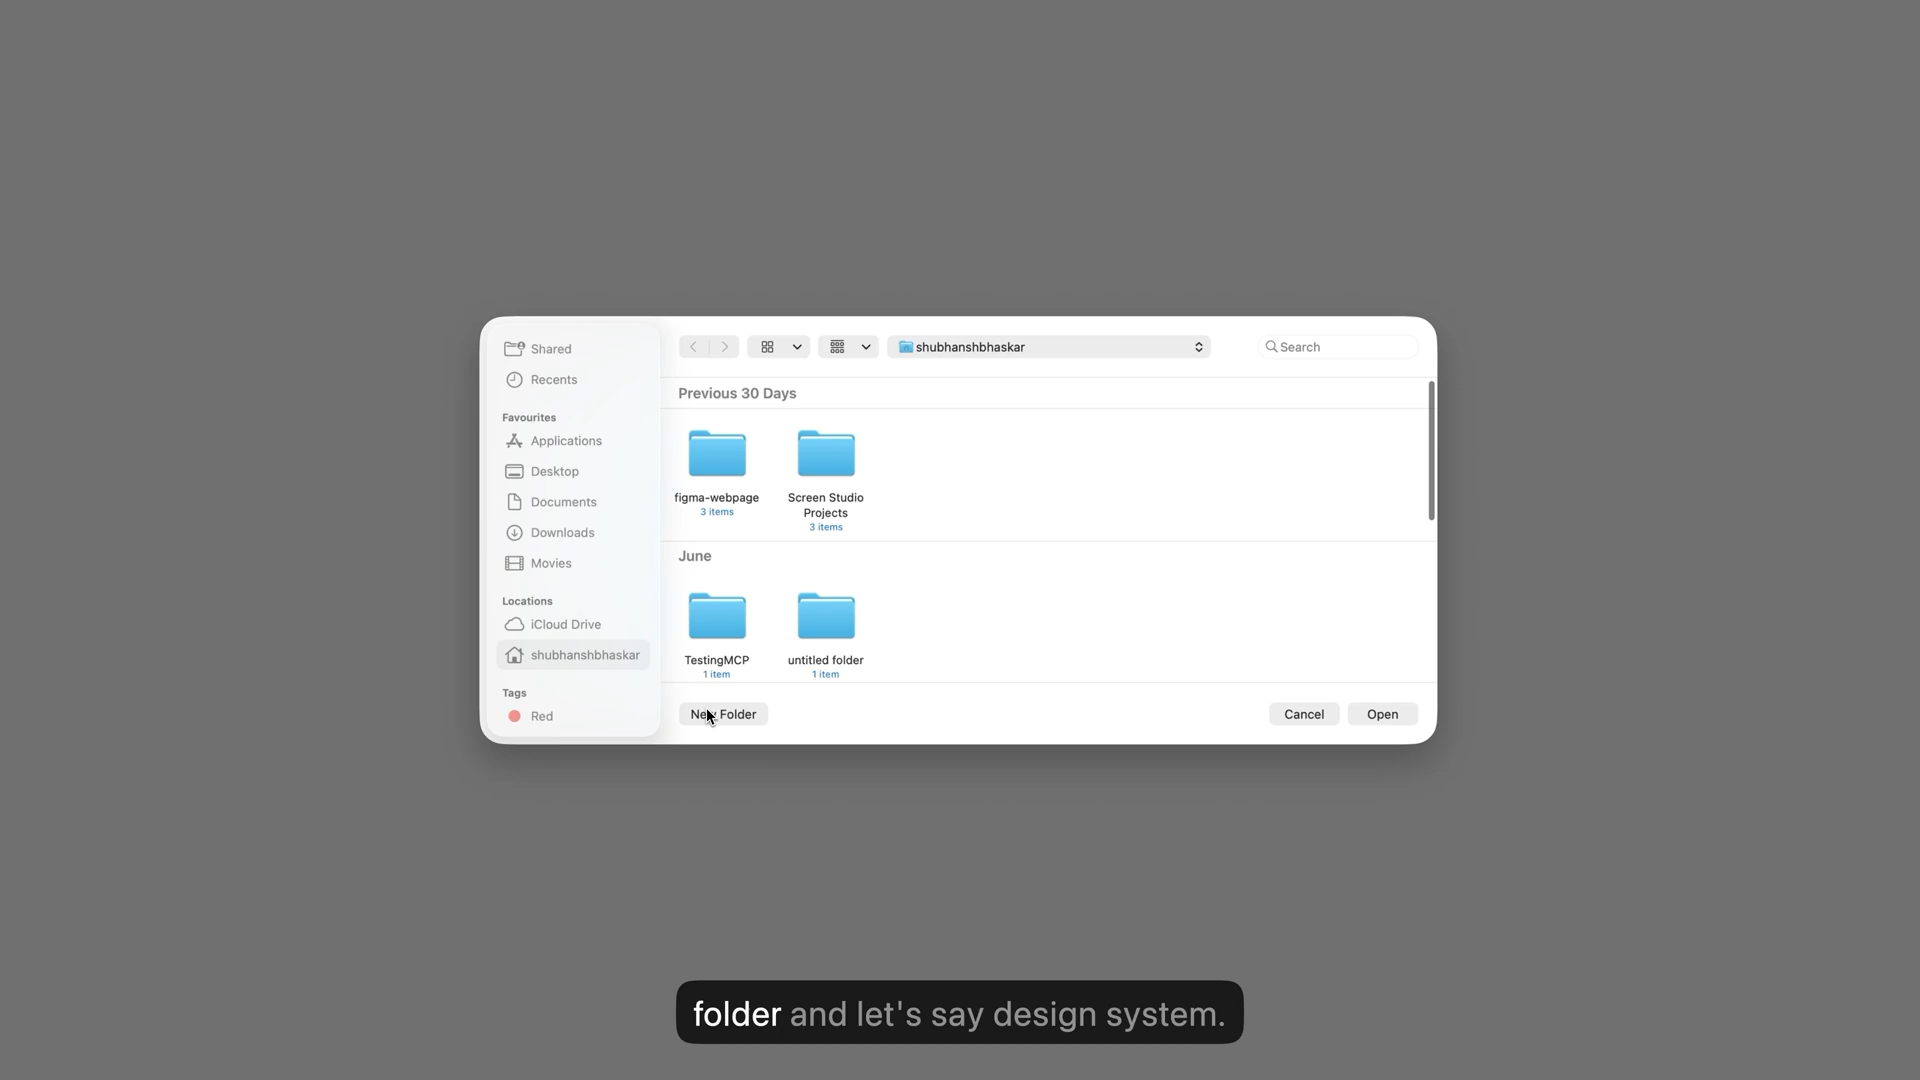 Shared
Recents
Favourites
Applications
Desktop
Documents
Downloads
Movies
Locations
iCloud Drive
shubhanshbhaskar
Tags
Red
shubhanshbhaskar
Search
Previous 30 Days
figma-webpage
3 items
Screen Studio
Projects
3 items
June
TestingMCP
1 item
untitled folder
1 item
New Folder
Cancel
Open
folder and let's say design system.